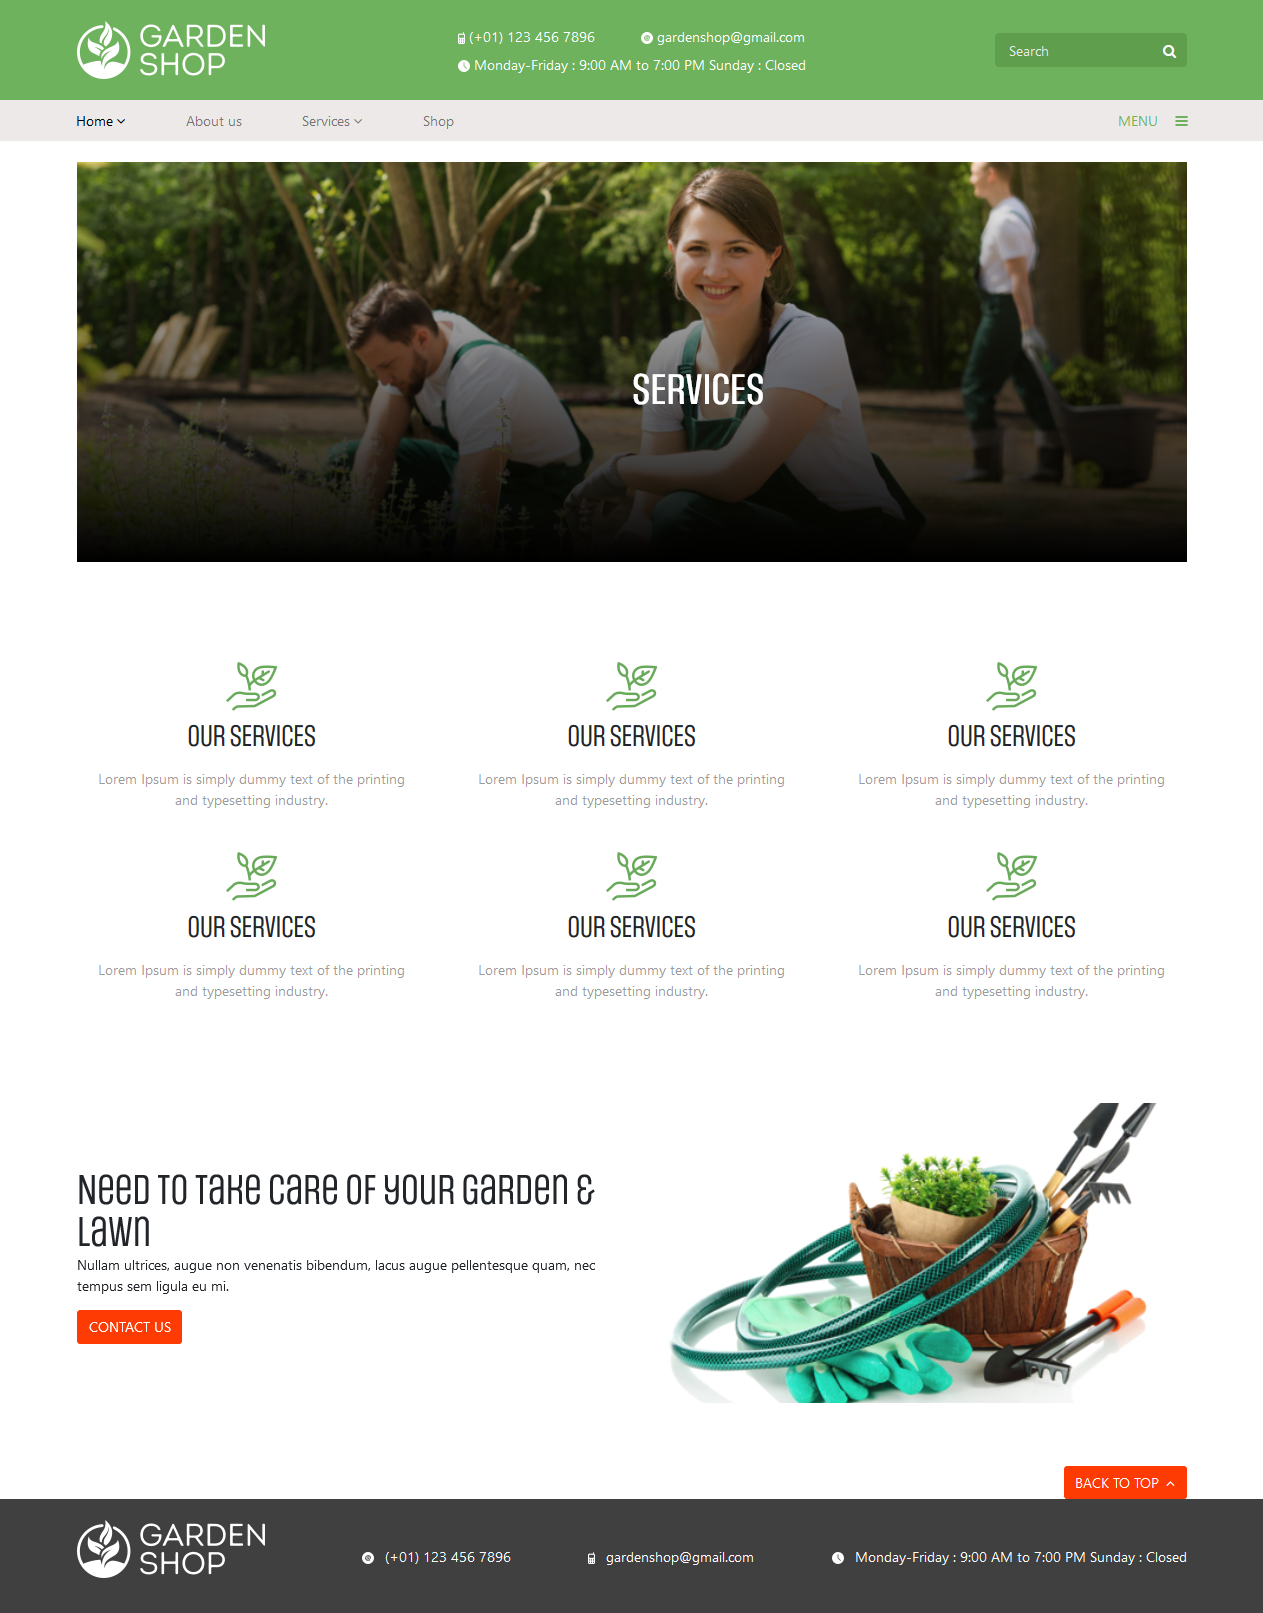 GARDEN
SHOP
(+01) 123 456 7896 gardenshop@gmail.com
Monday-Friday : 9:00 AM to 7:00 PM Sunday : Closed
Search
Home About us Services Shop MENU
SERVICES
OUR SERVICES OUR SERVICES OUR SERVICES
Lorem Ipsum is simply dummy text of the printing Lorem Ipsum is simply dummy text of the printing Lorem Ipsum is simply dummy text of the printing
and typesetting industry. and typesetting industry. and typesetting industry.
OUR SERVICES OUR SERVICES OUR SERVICES
Lorem Ipsum is simply dummy text of the printing Lorem Ipsum is simply dummy text of the printing Lorem Ipsum is simply dummy text of the printing
and typesetting industry. and typesetting industry. and typesetting industry.
Need To Take Care OF Your Garden &
Lawn
Nullam ultrices, augue non venenatis bibendum, lacus augue pellentesque quam, nec
tempus sem ligula eu mi.
CONTACT US
BACK TO TOP
GARDEN
SHOP
(+01) 123 456 7896 gardenshop@gmail.com Monday-Friday : 9:00 AM to 7:00 PM Sunday : Closed